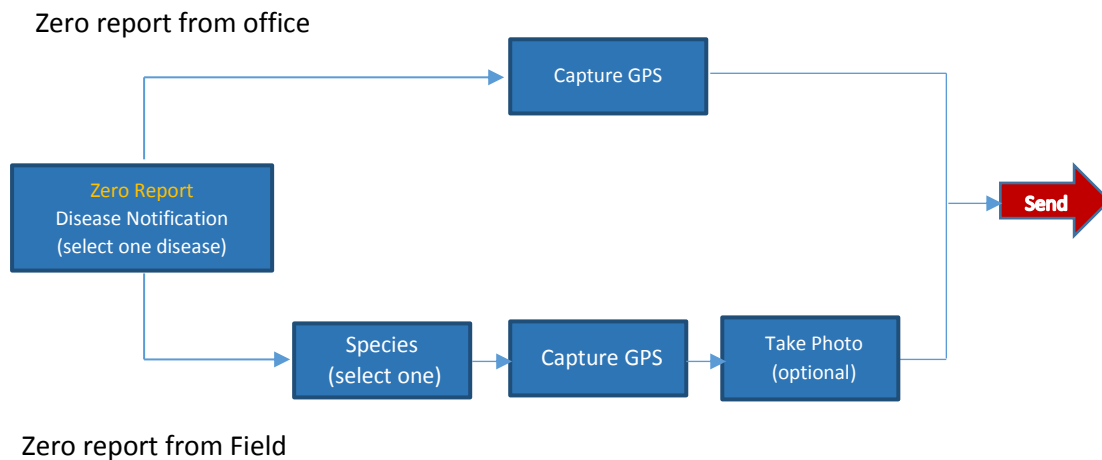 Zero report from office
Capture GPS
Zero Report
Disease Notification
(select one disease)
Send
Species
(select one)
Capture GPS
Take Photo
(optional)
Zero report from Field